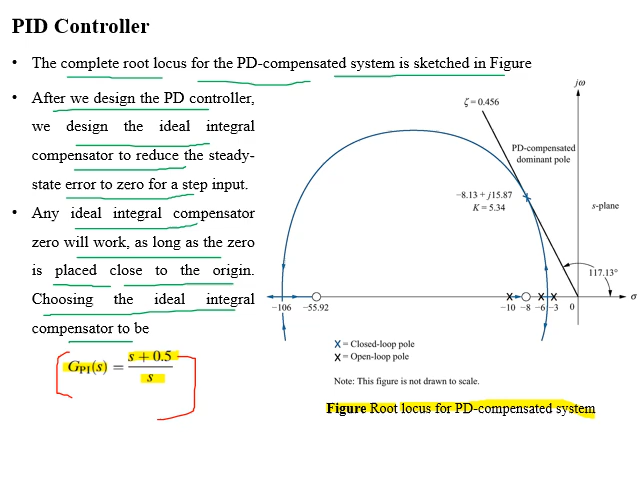 PID Controller
• The complete root locus for the PD-compensated system is sketched in Figure
• After we design the PD controller,
we design the ideal integral
compensator to reduce the steady-
state error to zero for a step input.
• Any ideal integral compensator
zero will work, as long as the zero
is placed close to the origin.
Choosing the ideal integral
compensator to be
G_PI(s) = (s + 0.5)/s
jω
ζ = 0.456
PD-compensated
dominant pole
−8.13 + j15.87
K = 5.34
s-plane
117.13°
σ
−106 −55.92 −10 −8 −6 −3 0
X = Closed-loop pole
X = Open-loop pole
Note: This figure is not drawn to scale.
Figure Root locus for PD-compensated system